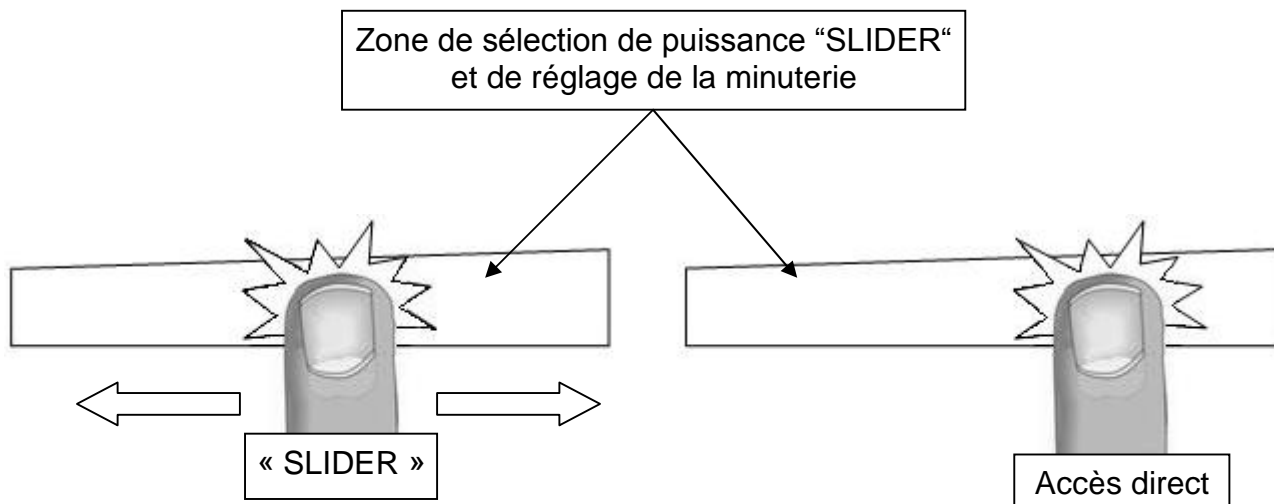 Zone de sélection de puissance “SLIDER“
et de réglage de la minuterie
« SLIDER »
Accès direct